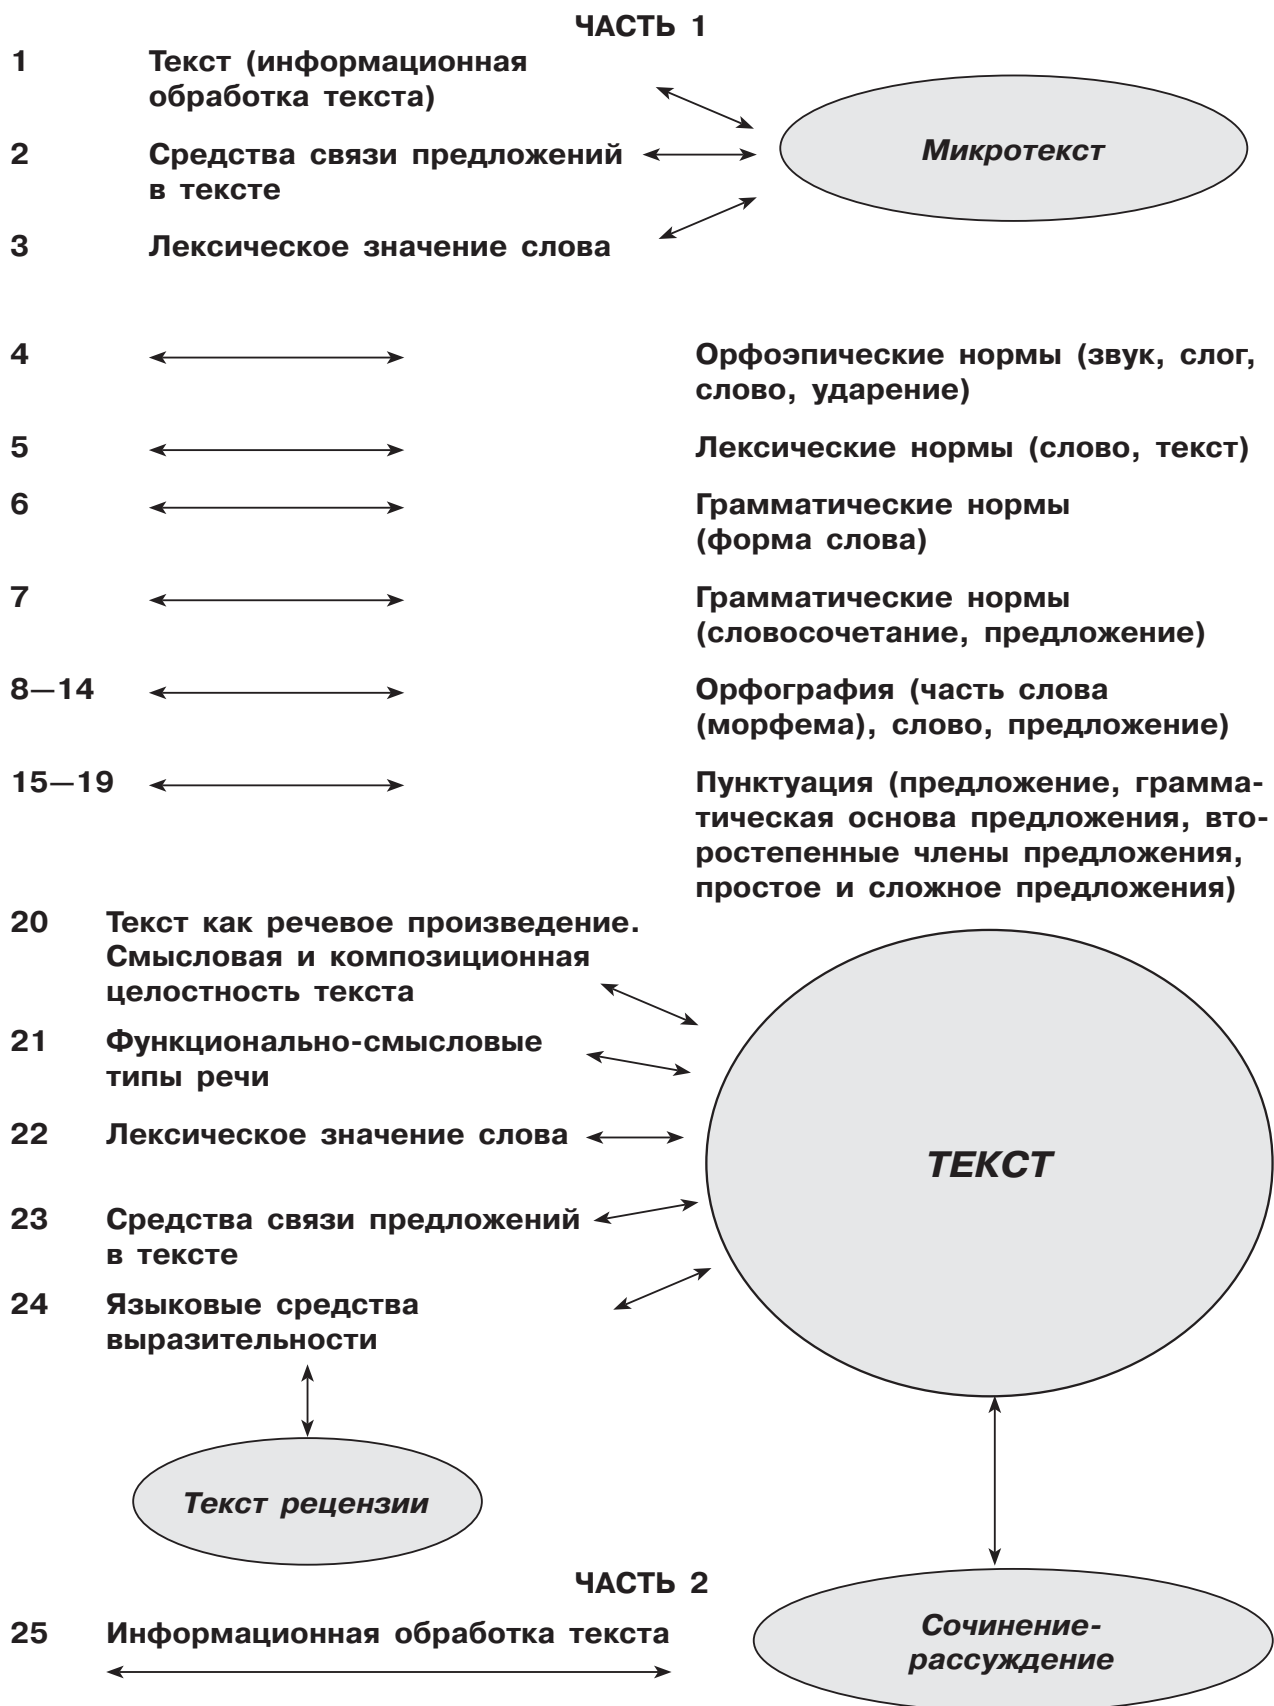 ЧАСТЬ 1
1 Текст (информационная
обработка текста)
Микротекст
2 Средства связи предложений
в тексте
3 Лексическое значение слова
4 Орфоэпические нормы (звук, слог,
слово, ударение)
5 Лексические нормы (слово, текст)
6 Грамматические нормы
(форма слова)
7 Грамматические нормы
(словосочетание, предложение)
8—14 Орфография (часть слова
(морфема), слово, предложение)
15—19 Пунктуация (предложение, грамма-
тическая основа предложения, вто-
ростепенные члены предложения,
простое и сложное предложения)
20 Текст как речевое произведение.
Смысловая и композиционная
целостность текста
21 Функционально-смысловые
типы речи
22 Лексическое значение слова
ТЕКСТ
23 Средства связи предложений
в тексте
24 Языковые средства
выразительности
Текст рецензии
ЧАСТЬ 2
25 Информационная обработка текста
Сочинение-
рассуждение